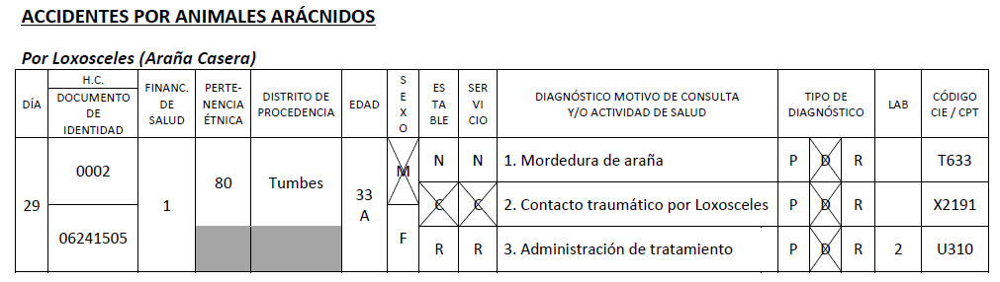 ACCIDENTES POR ANIMALES ARÁCNIDOS
Por Loxosceles (Araña Casera)
DÍA
H.C.
DOCUMENTO
DE
IDENTIDAD
FINANC.
DE
SALUD
PERTE-
NENCIA
ÉTNICA
DISTRITO DE
PROCEDENCIA
EDAD
S
E
X
O
ES
TA
BLE
SER
VI
CIO
DIAGNÓSTICO MOTIVO DE CONSULTA
Y/O ACTIVIDAD DE SALUD
TIPO DE
DIAGNÓSTICO
LAB
CÓDIGO
CIE / CPT
29
0002
06241505
1
80
Tumbes
33
A
M
F
N N 1. Mordedura de araña P D R T633
C C 2. Contacto traumático por Loxosceles P D R X2191
R R 3. Administración de tratamiento P D R 2 U310